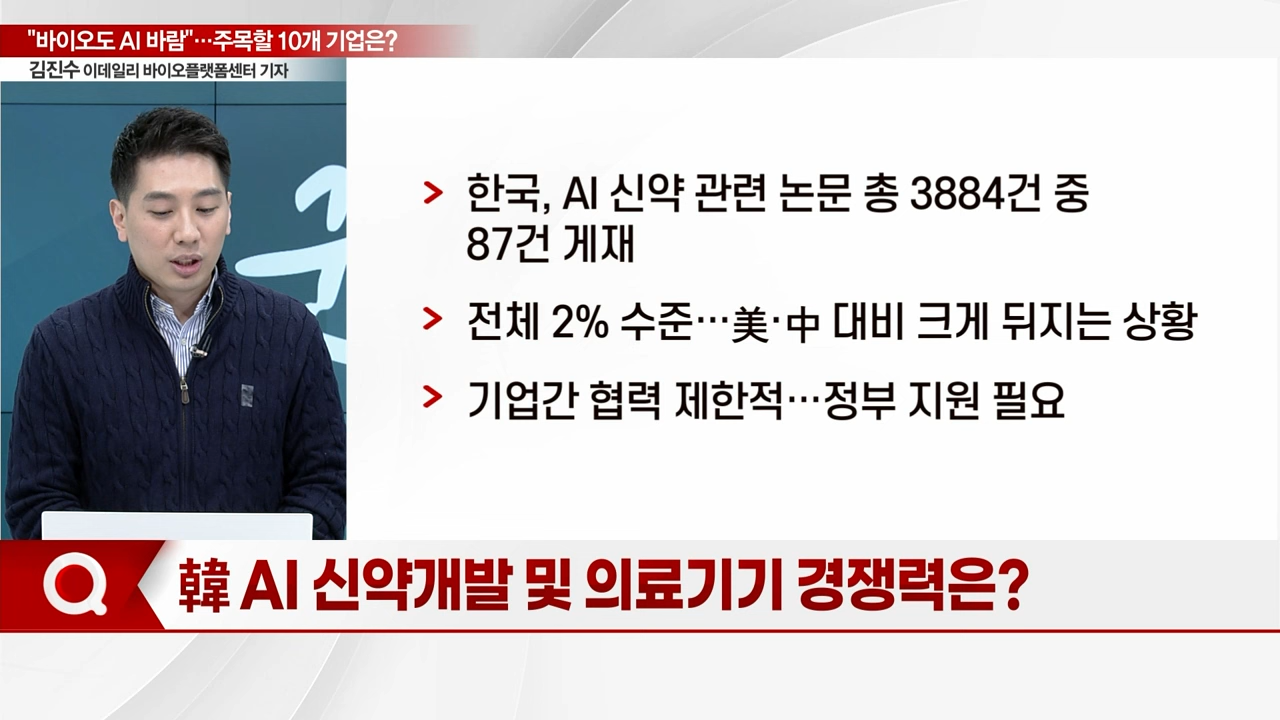 "바이오도 AI 바람"…주목할 10개 기업은?
김진수 이데일리 바이오플랫폼센터 기자
> 한국, AI 신약 관련 논문 총 3884건 중
87건 게재
> 전체 2% 수준…美·中 대비 크게 뒤지는 상황
> 기업간 협력 제한적…정부 지원 필요
Q 韓 AI 신약개발 및 의료기기 경쟁력은?